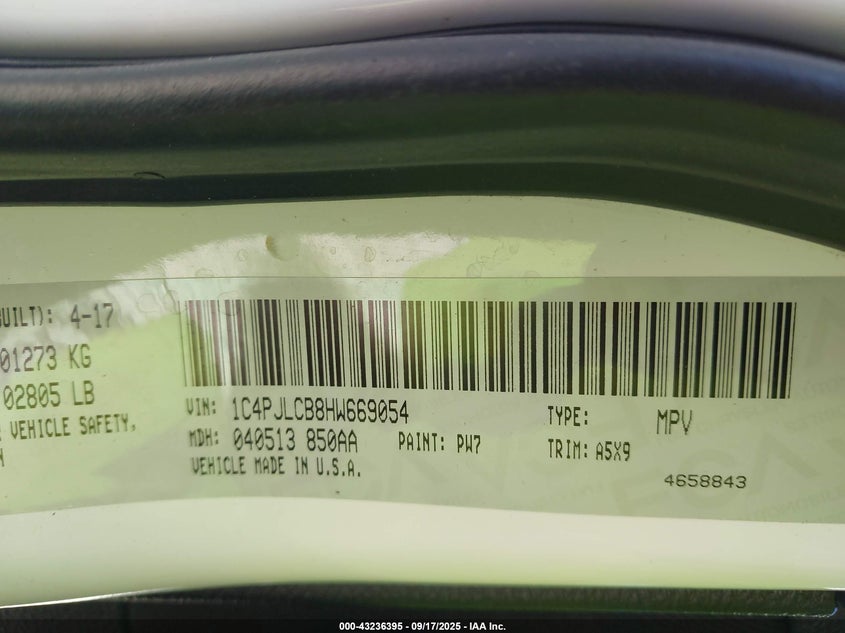 BUILT): 4-17
01273 KG
02805 LB
VEHICLE SAFETY,
VIN: 1C4PJLCB8HW669054
TYPE: MPV
MDH: 040513 850AA
PAINT: PW7
TRIM: A5X9
VEHICLE MADE IN U.S.A.
4658843
000-43236395 - 09/17/2025 - IAA Inc.